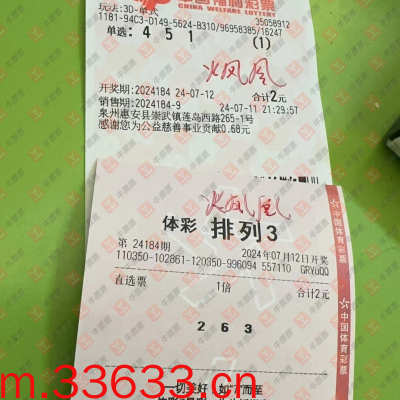 中国福利彩票
CHINA WELFARE LOTTERY
玩法:3D-单式
1181-94C3-D149-5624-B310/96958385/16247
35058912
单选: 4 5 1
(1)
火凤凰
开奖期:2024184 24-07-12
合计2元
销售期:2024184-9
24-07-11 21:29:57
泉州惠安县崇武镇莲岛西路265-1号
感谢您为公益慈善事业贡献0.68元
火凤凰
体彩 排列3
第 24184期
2024年07月12日开奖
110350-102861-120350-996094 557110 GRYuQQ
直选票
1倍
合计2元
2 6 3
中国体育彩票
中国体育彩票
m.33633.cn